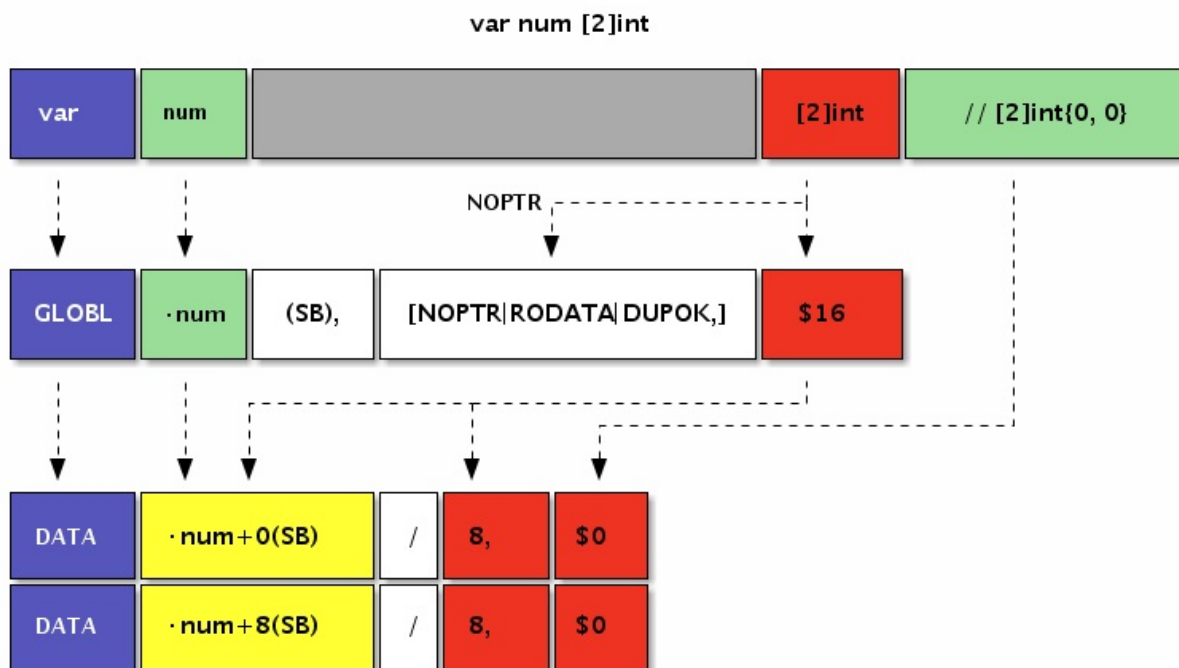 var num [2]int
var num [2]int // [2]int{0, 0}
NOPTR
GLOBL ·num (SB), [NOPTR|RODATA|DUPOK,] $16
DATA ·num+0(SB) / 8, $0
DATA ·num+8(SB) / 8, $0